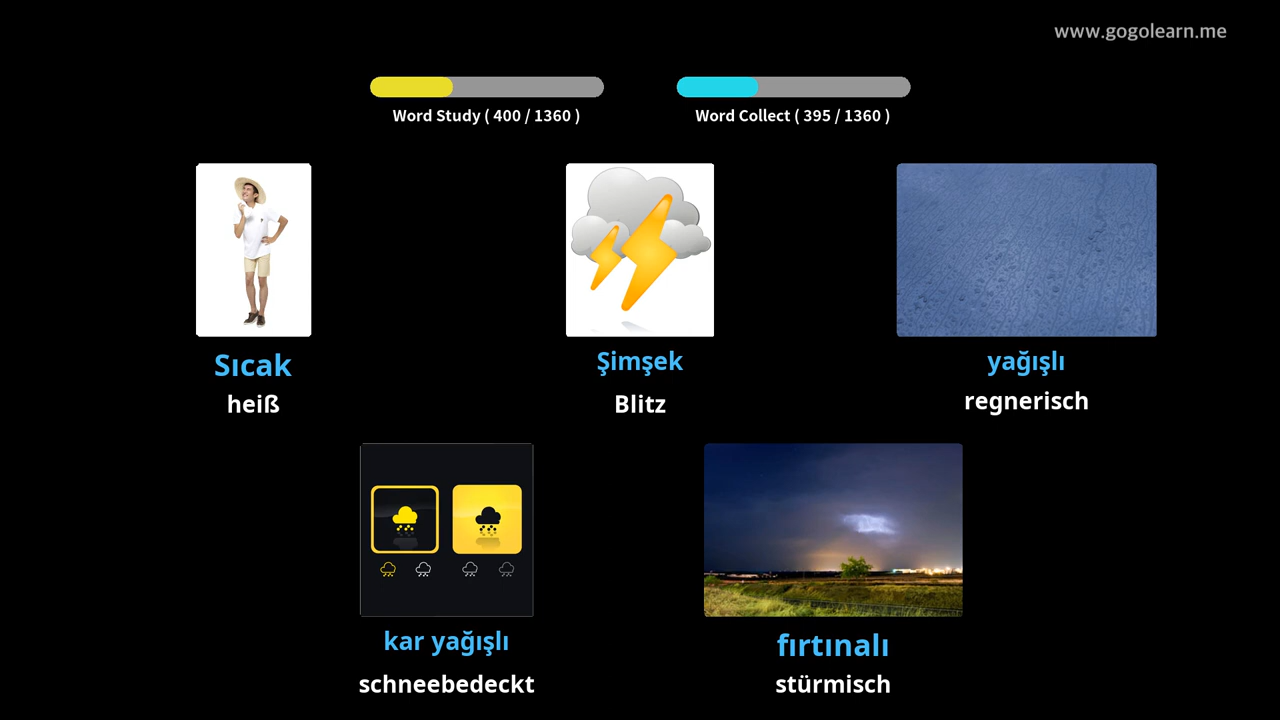 www.gogolearn.me
Word Study ( 400 / 1360 )
Word Collect ( 395 / 1360 )
Sıcak
heiß
Şimşek
Blitz
yağışlı
regnerisch
kar yağışlı
schneebedeckt
fırtınalı
stürmisch